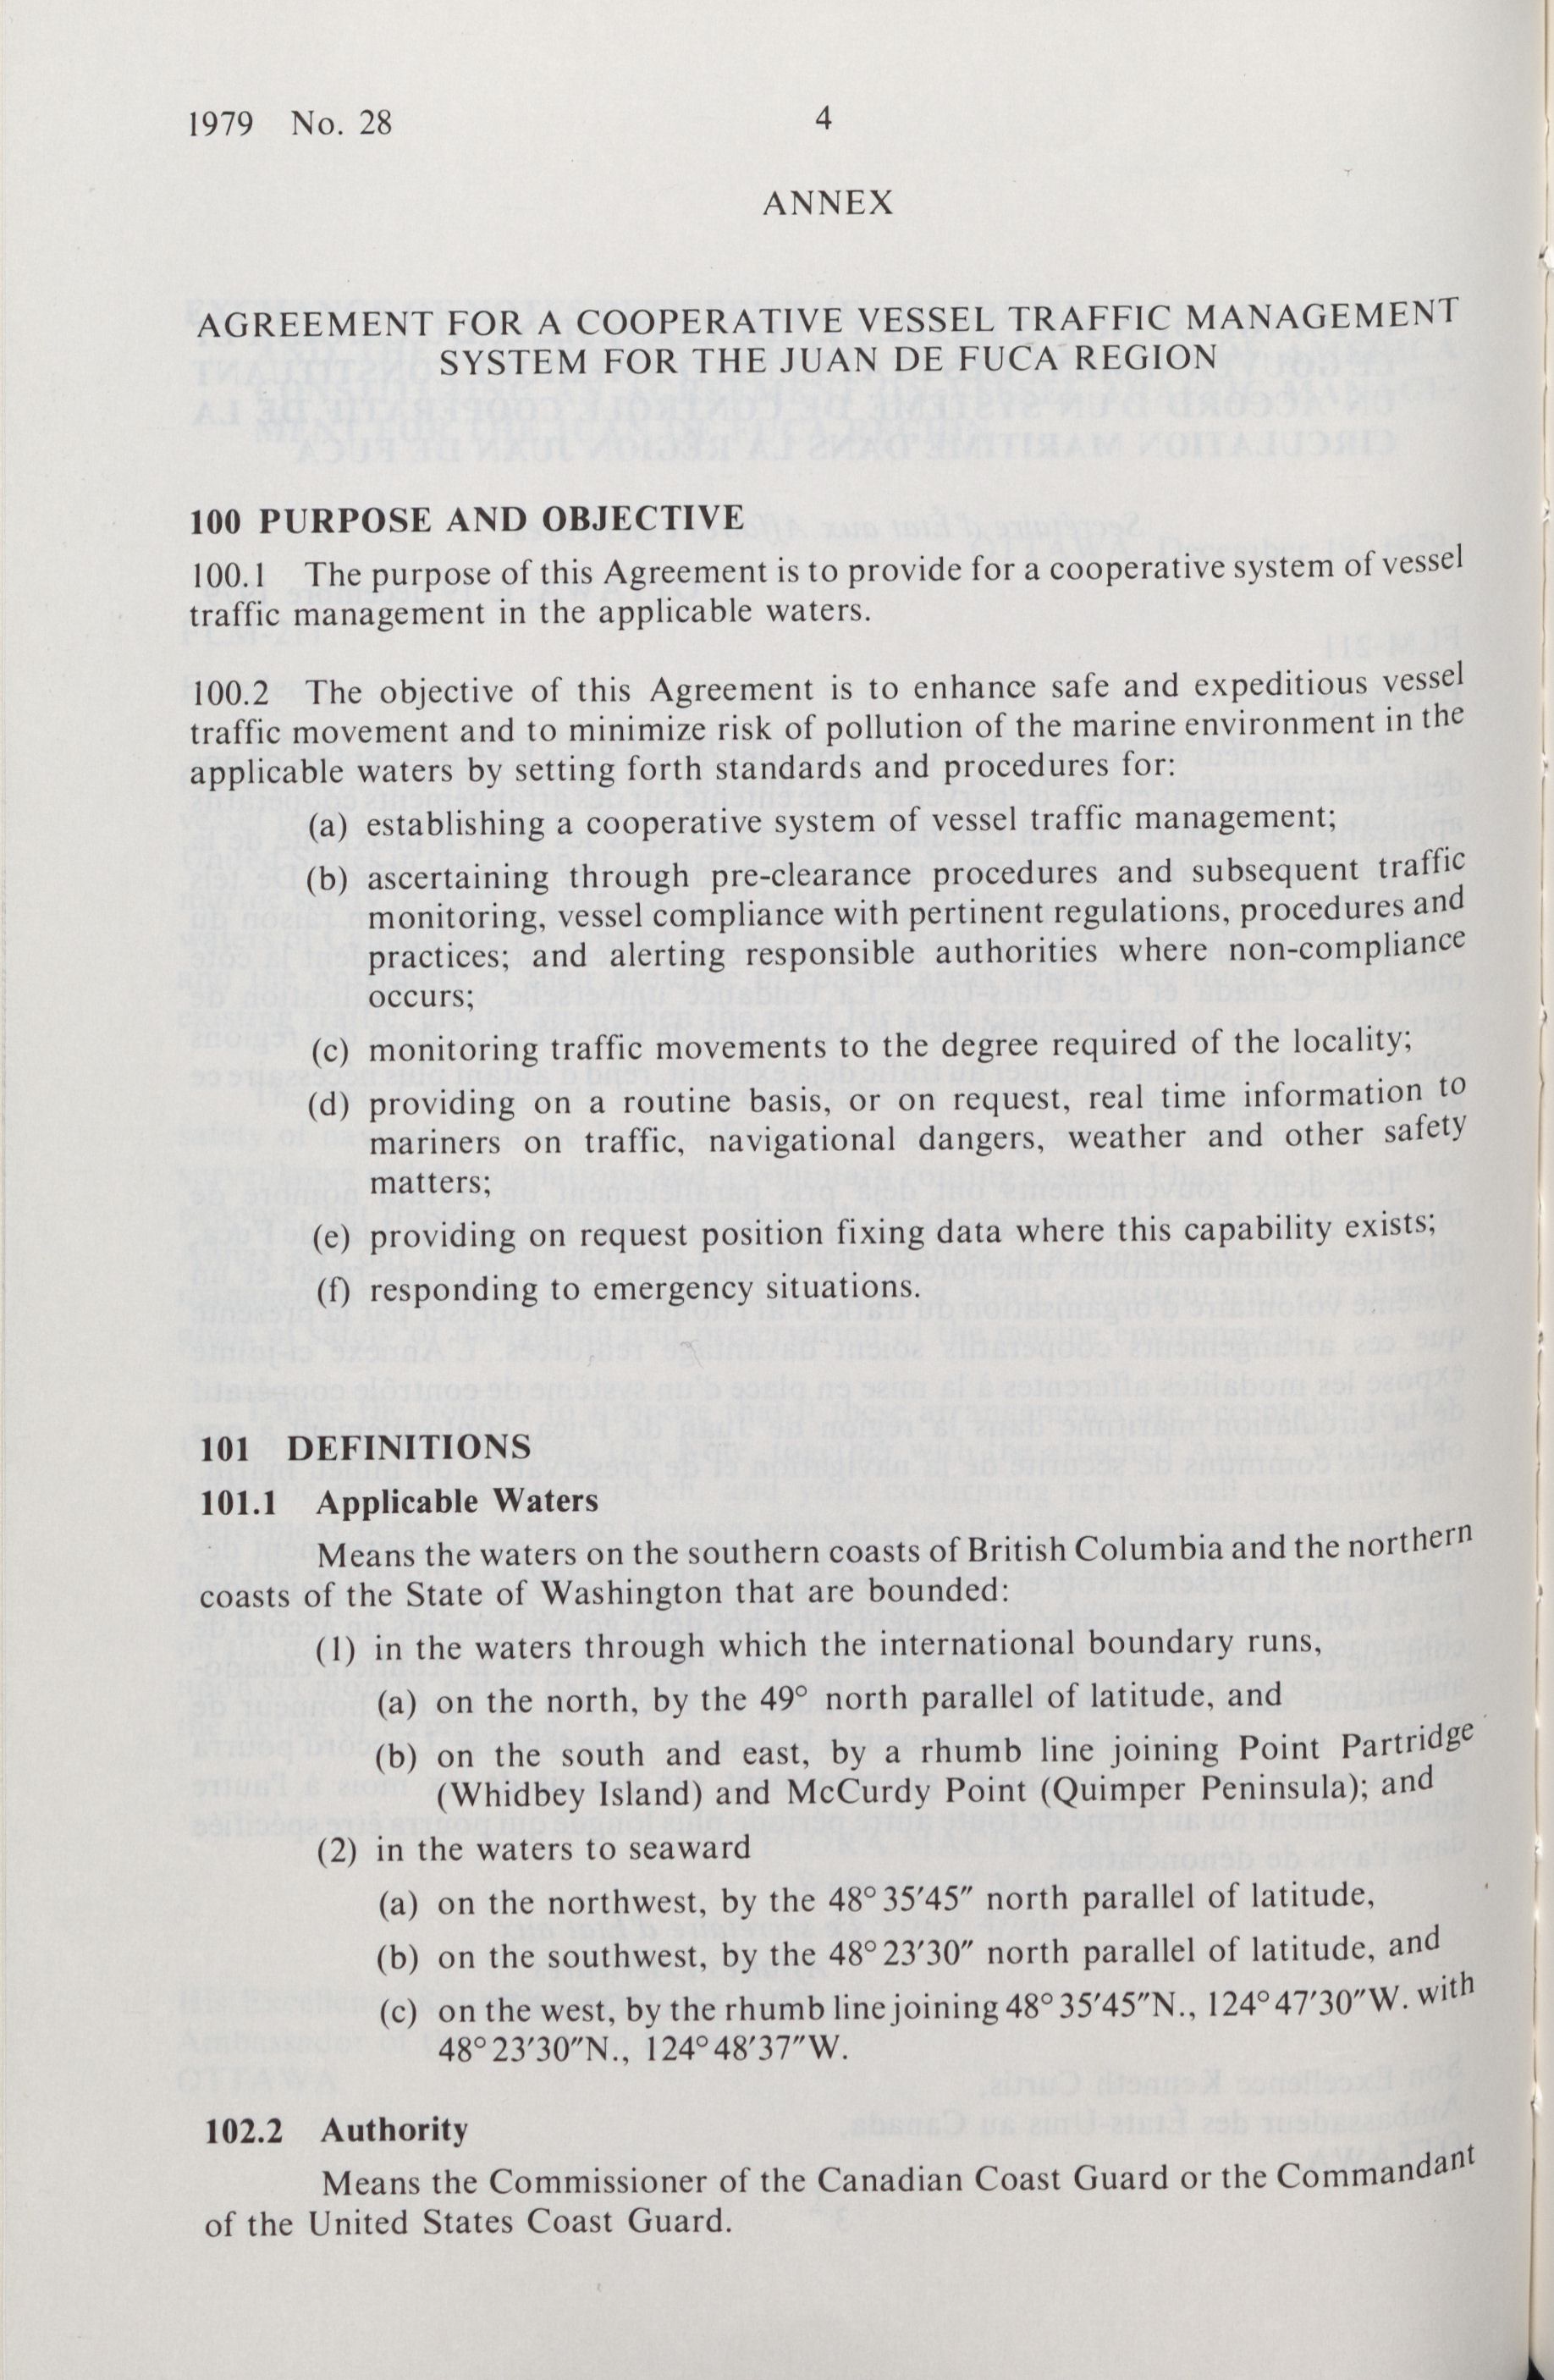 1979 No. 28
4
ANNEX
AGREEMENT FOR A COOPERATIVE VESSEL TRAFFIC MANAGEMENT
SYSTEM FOR THE JUAN DE FUCA REGION
100 PURPOSE AND OBJECTIVE
100.1 The purpose of this Agreement is to provide for a cooperative system of vessel
traffic management in the applicable waters.
100.2 The objective of this Agreement is to enhance safe and expeditious vessel
traffic movement and to minimize risk of pollution of the marine environment in the
applicable waters by setting forth standards and procedures for:
(a) establishing a cooperative system of vessel traffic management;
(b) ascertaining through pre-clearance procedures and subsequent traffic
monitoring, vessel compliance with pertinent regulations, procedures and
practices; and alerting responsible authorities where non-compliance
occurs;
(c) monitoring traffic movements to the degree required of the locality;
(d) providing on a routine basis, or on request, real time information to
mariners on traffic, navigational dangers, weather and other safety
matters;
(e) providing on request position fixing data where this capability exists;
(f) responding to emergency situations.
101 DEFINITIONS
101.1 Applicable Waters
Means the waters on the southern coasts of British Columbia and the northern
coasts of the State of Washington that are bounded:
(1) in the waters through which the international boundary runs,
(a) on the north, by the 49° north parallel of latitude, and
(b) on the south and east, by a rhumb line joining Point Partridge
(Whidbey Island) and McCurdy Point (Quimper Peninsula); and
(2) in the waters to seaward
(a) on the northwest, by the 48°35′45″ north parallel of latitude,
(b) on the southwest, by the 48°23′30″ north parallel of latitude, and
(c) on the west, by the rhumb line joining 48°35′45″N., 124°47′30″W. with
48°23′30″N., 124°48′37″W.
102.2 Authority
Means the Commissioner of the Canadian Coast Guard or the Commandant
of the United States Coast Guard.